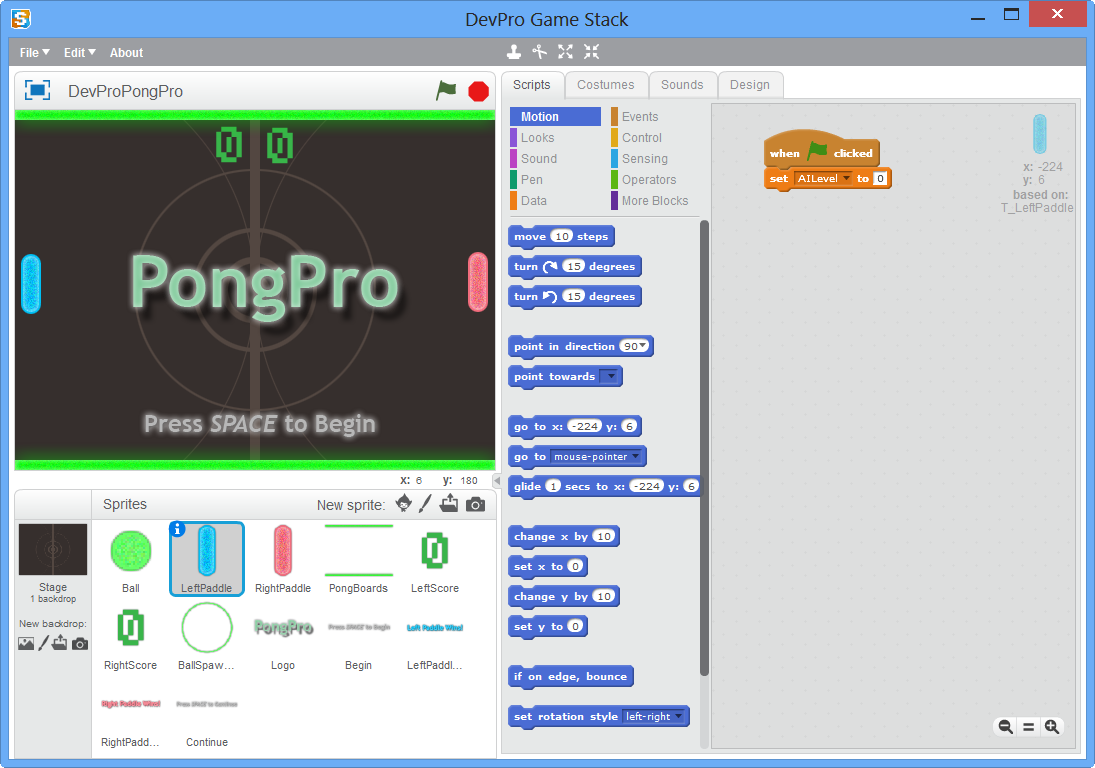 DevPro Game Stack
File Edit About
DevProPongPro
0 0
PongPro
Press SPACE to Begin
x: 6 y: 180
Sprites New sprite:
Stage
1 backdrop
New backdrop:
Ball
LeftPaddle
RightPaddle
PongBoards
0
LeftScore
0
RightScore
BallSpaw...
PongPro
Logo
Press SPACE to Begin
Begin
Left Paddle Wins!
LeftPaddl...
Right Paddle Wins!
RightPadd...
Press SPACE to Continue
Continue
Scripts Costumes Sounds Design
Motion Events
Looks Control
Sound Sensing
Pen Operators
Data More Blocks
move 10 steps
turn 15 degrees
turn 15 degrees
point in direction 90
point towards
go to x: -224 y: 6
go to mouse-pointer
glide 1 secs to x: -224 y: 6
change x by 10
set x to 0
change y by 10
set y to 0
if on edge, bounce
set rotation style left-right
when clicked
set AILevel to 0
x: -224
y: 6
based on:
T_LeftPaddle